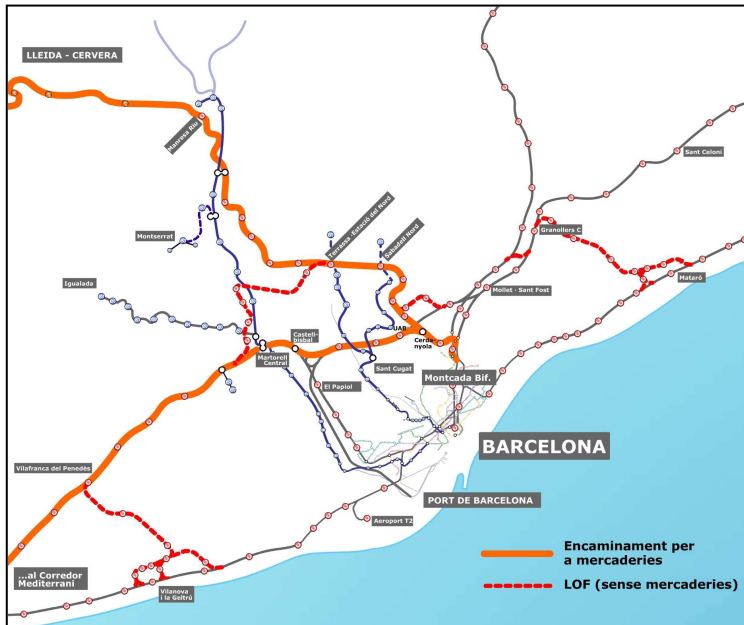 LLEIDA - CERVERA
Manresa Riu
Sant Celoni
Montserrat
Terrassa -Estació del Nord
Sabadell Nord
Granollers C
Igualada
Mataró
Mollet - Sant Fost
UAB
Castell-
bisbal
Cerda-
nyola
Martorell
Central
Sant Cugat
El Papiol
Montcada Bif.
BARCELONA
Vilafranca del Penedès
PORT DE BARCELONA
Aeroport T2
...al Corredor
Mediterrani
Vilanova
i la Geltrú
Encaminament per
a mercaderies
LOF (sense mercaderies)